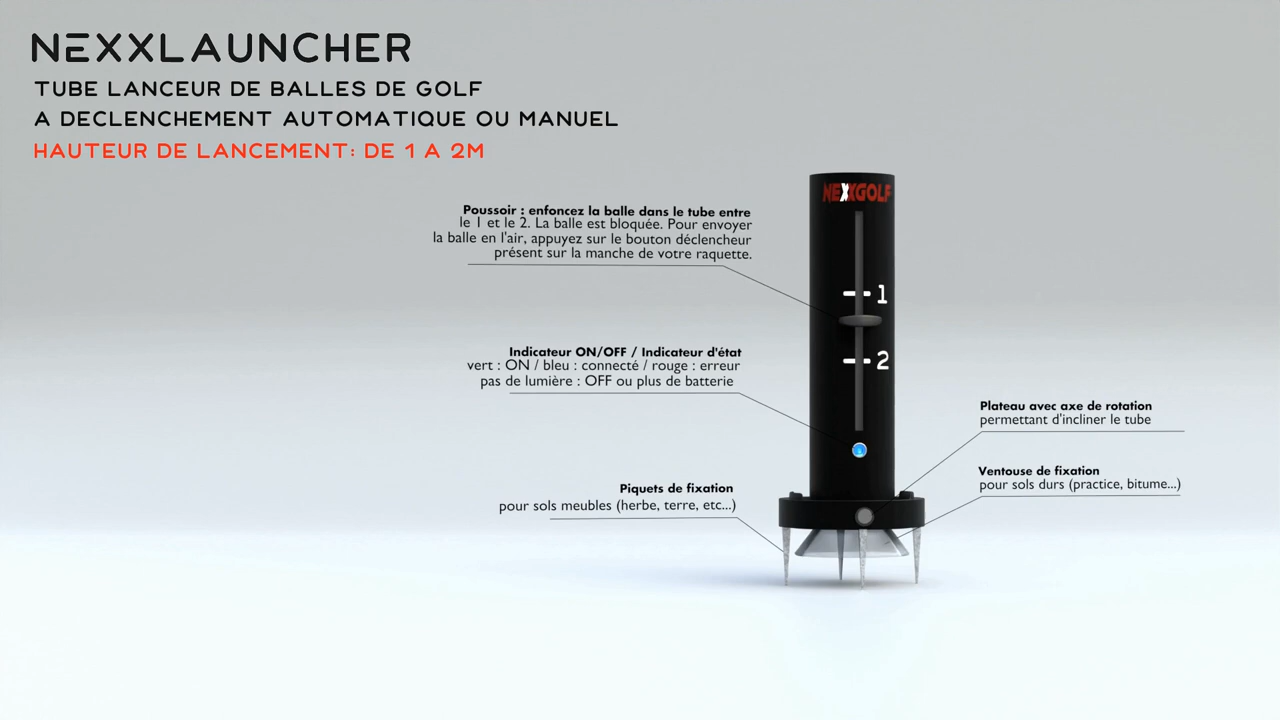 NEXXLAUNCHER
TUBE LANCEUR DE BALLES DE GOLF
A DECLENCHEMENT AUTOMATIQUE OU MANUEL
HAUTEUR DE LANCEMENT: DE 1 A 2M
NEXXGOLF
Poussoir : enfoncez la balle dans le tube entre
le 1 et le 2. La balle est bloquée. Pour envoyer
la balle en l'air, appuyez sur le bouton déclencheur
présent sur la manche de votre raquette.
1
2
Indicateur ON/OFF / Indicateur d'état
vert : ON / bleu : connecté / rouge : erreur
pas de lumière : OFF ou plus de batterie
Plateau avec axe de rotation
permettant d'incliner le tube
Ventouse de fixation
pour sols durs (practice, bitume...)
Piquets de fixation
pour sols meubles (herbe, terre, etc...)